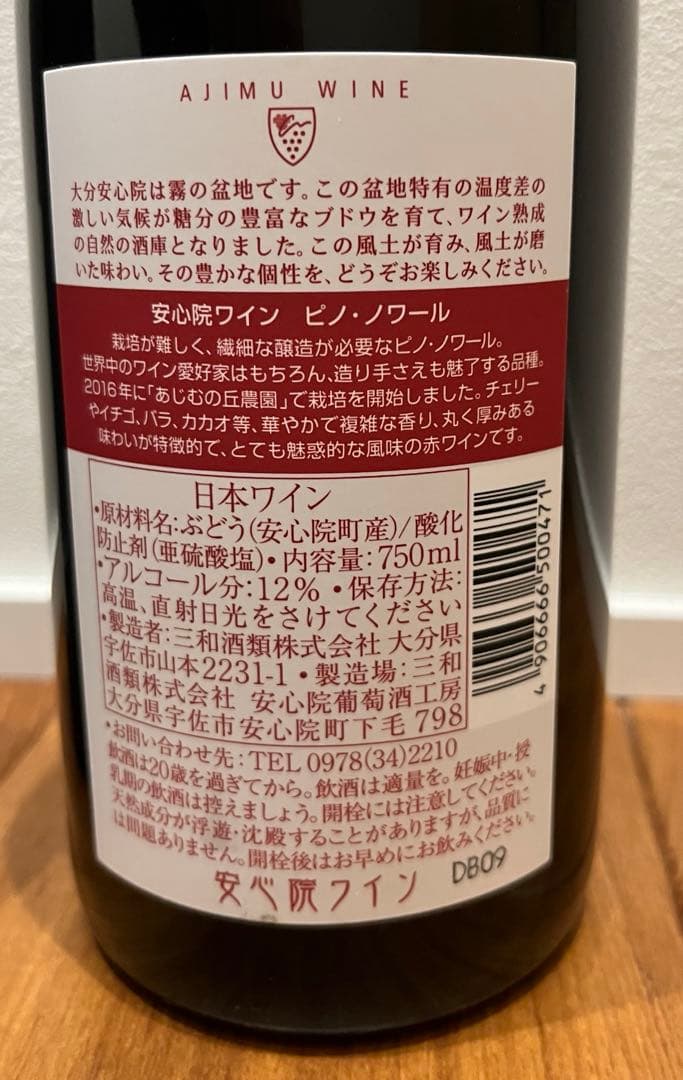 AJIMU WINE
大分安心院は霧の盆地です。この盆地特有の温度差の
激しい気候が糖分の豊富なブドウを育て、ワイン熟成
の自然の酒庫となりました。この風土が育み、風土が磨
いた味わい。その豊かな個性を、どうぞお楽しみください。
安心院ワイン ピノ・ノワール
栽培が難しく、繊細な醸造が必要なピノ・ノワール。
世界中のワイン愛好家はもちろん、造り手さえも魅了する品種。
2016年に「あじむの丘農園」で栽培を開始しました。チェリー
やイチゴ、バラ、カカオ等、華やかで複雑な香り、丸く厚みある
味わいが特徴的で、とても魅惑的な風味の赤ワインです。
日本ワイン
・原材料名:ぶどう(安心院町産)/酸化
防止剤(亜硫酸塩)・内容量:750ml
・アルコール分:12%・保存方法:
高温、直射日光をさけてください
・製造者:三和酒類株式会社 大分県
宇佐市山本2231-1・製造場:三和
酒類株式会社 安心院葡萄酒工房
大分県宇佐市安心院町下毛798
4 906666 500471
・お問い合わせ先:TEL 0978(34)2210
飲酒は20歳を過ぎてから。飲酒は適量を。妊娠中・授
乳期の飲酒は控えましょう。開栓には注意してください。
天然成分が浮遊・沈殿することがありますが、品質に
は問題ありません。開栓後はお早めにお飲みください。
安心院ワイン
DB09